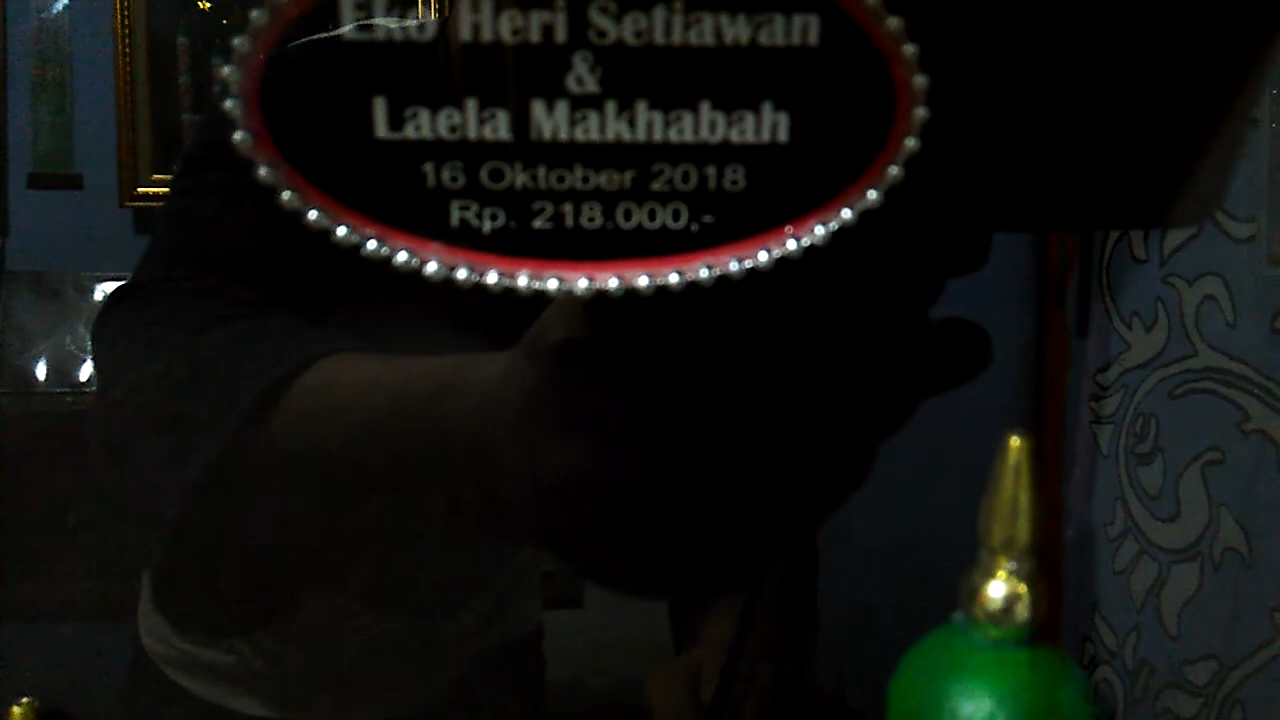 Eko Heri Setiawan
&
Laela Makhabah
16 Oktober 2018
Rp. 218.000,-